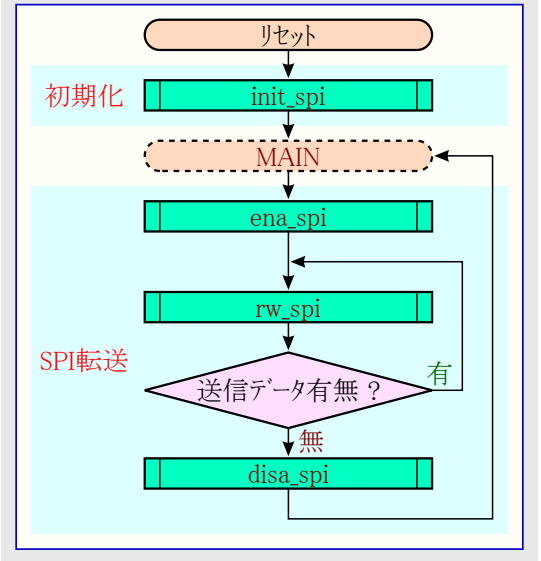 リセット
初期化
init_spi
MAIN
ena_spi
rw_spi
SPI転送
送信データ有無？
有
無
disa_spi